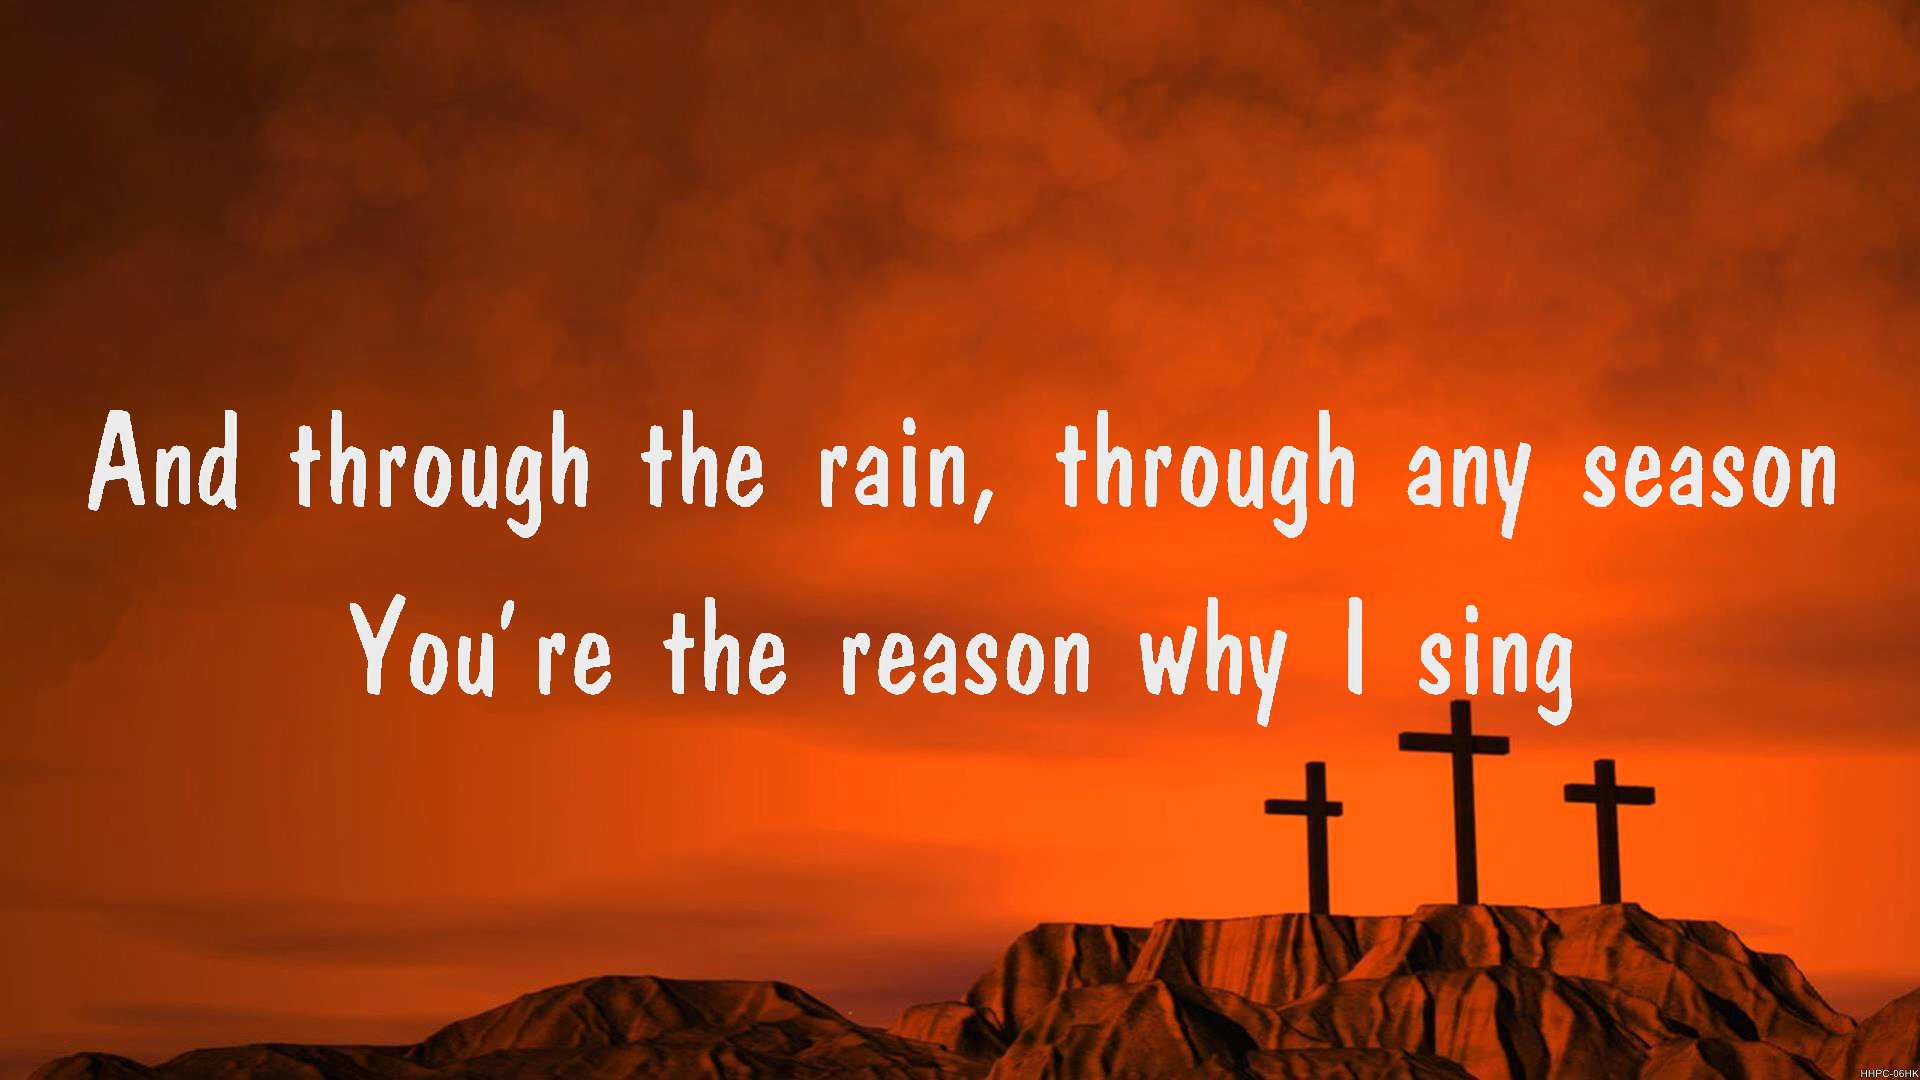 And through the rain, through any season
You're the reason why I sing
HHPC-06HK